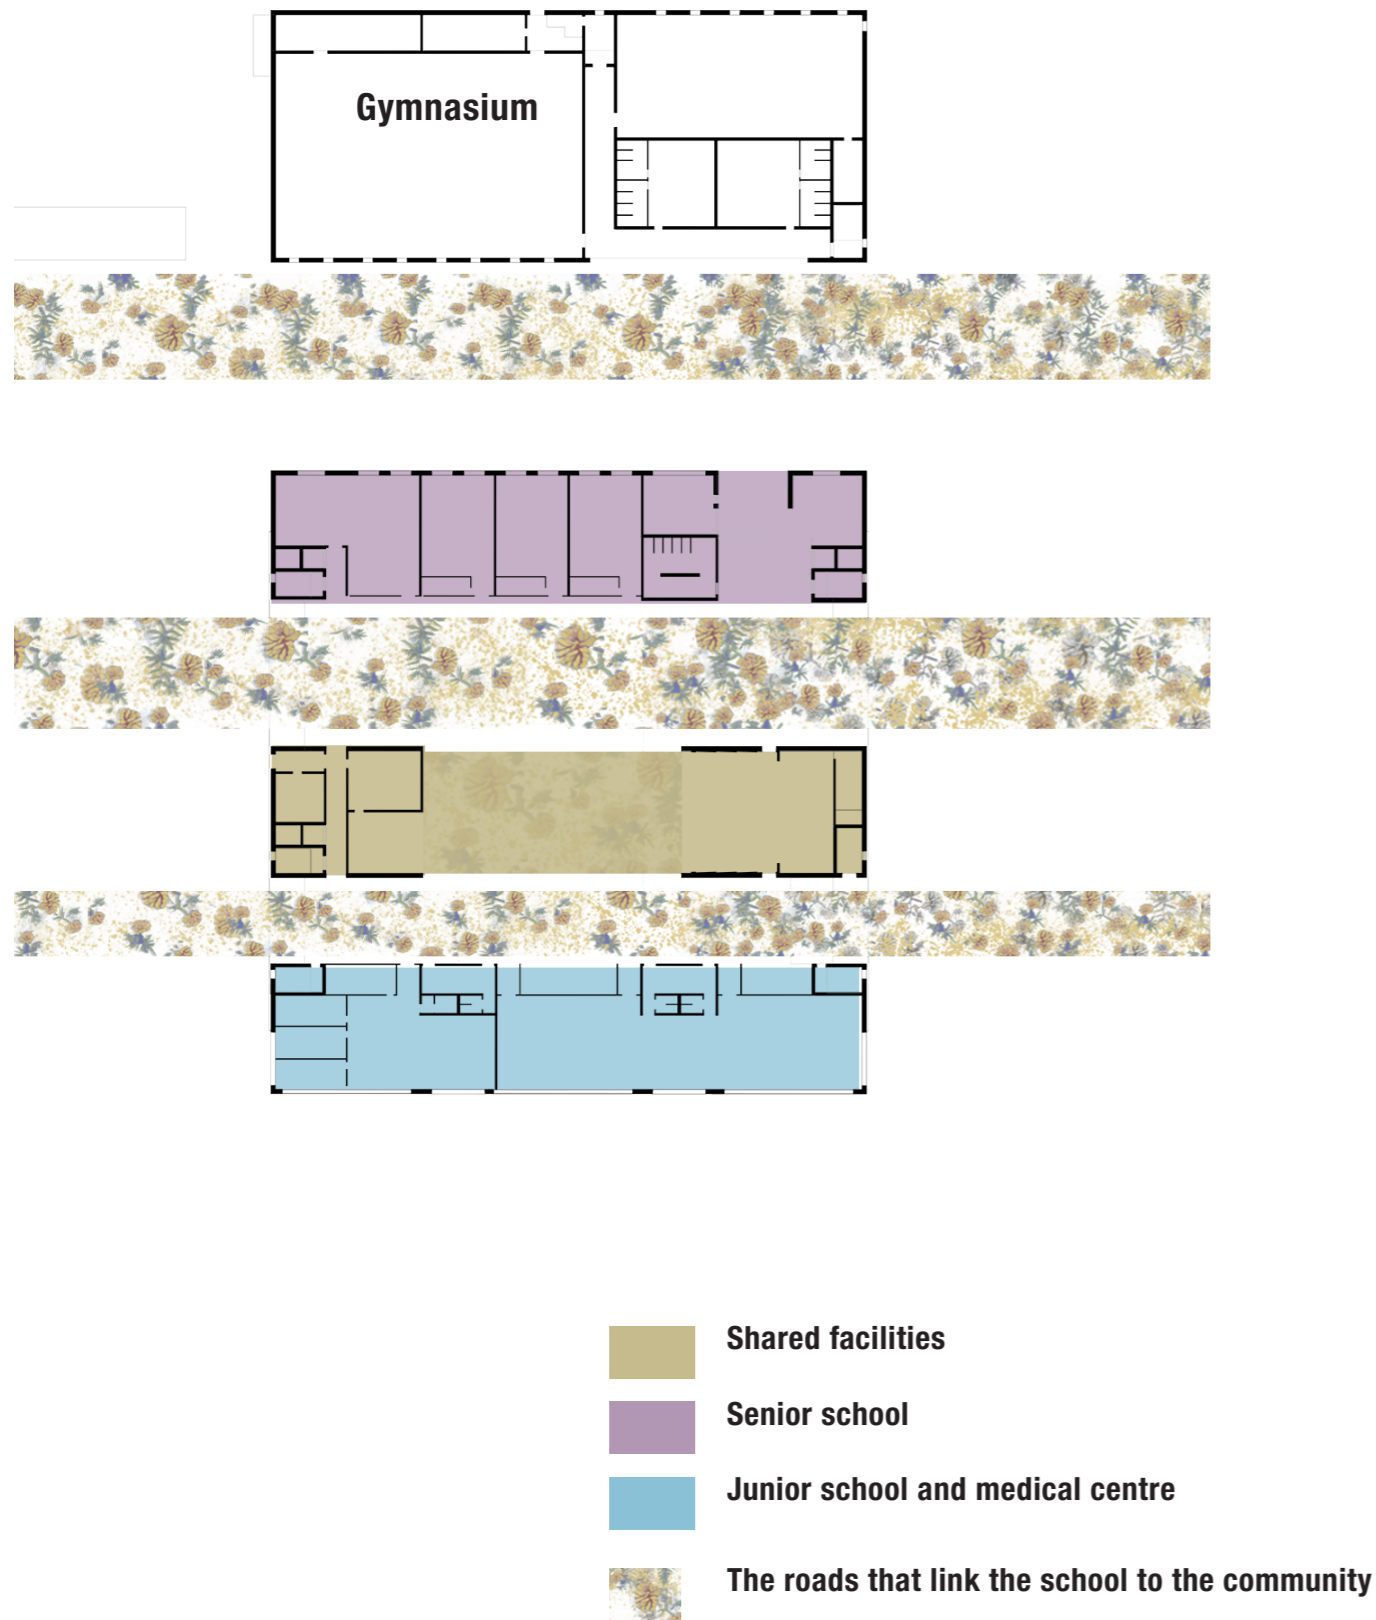 Gymnasium
Shared facilities
Senior school
Junior school and medical centre
The roads that link the school to the community